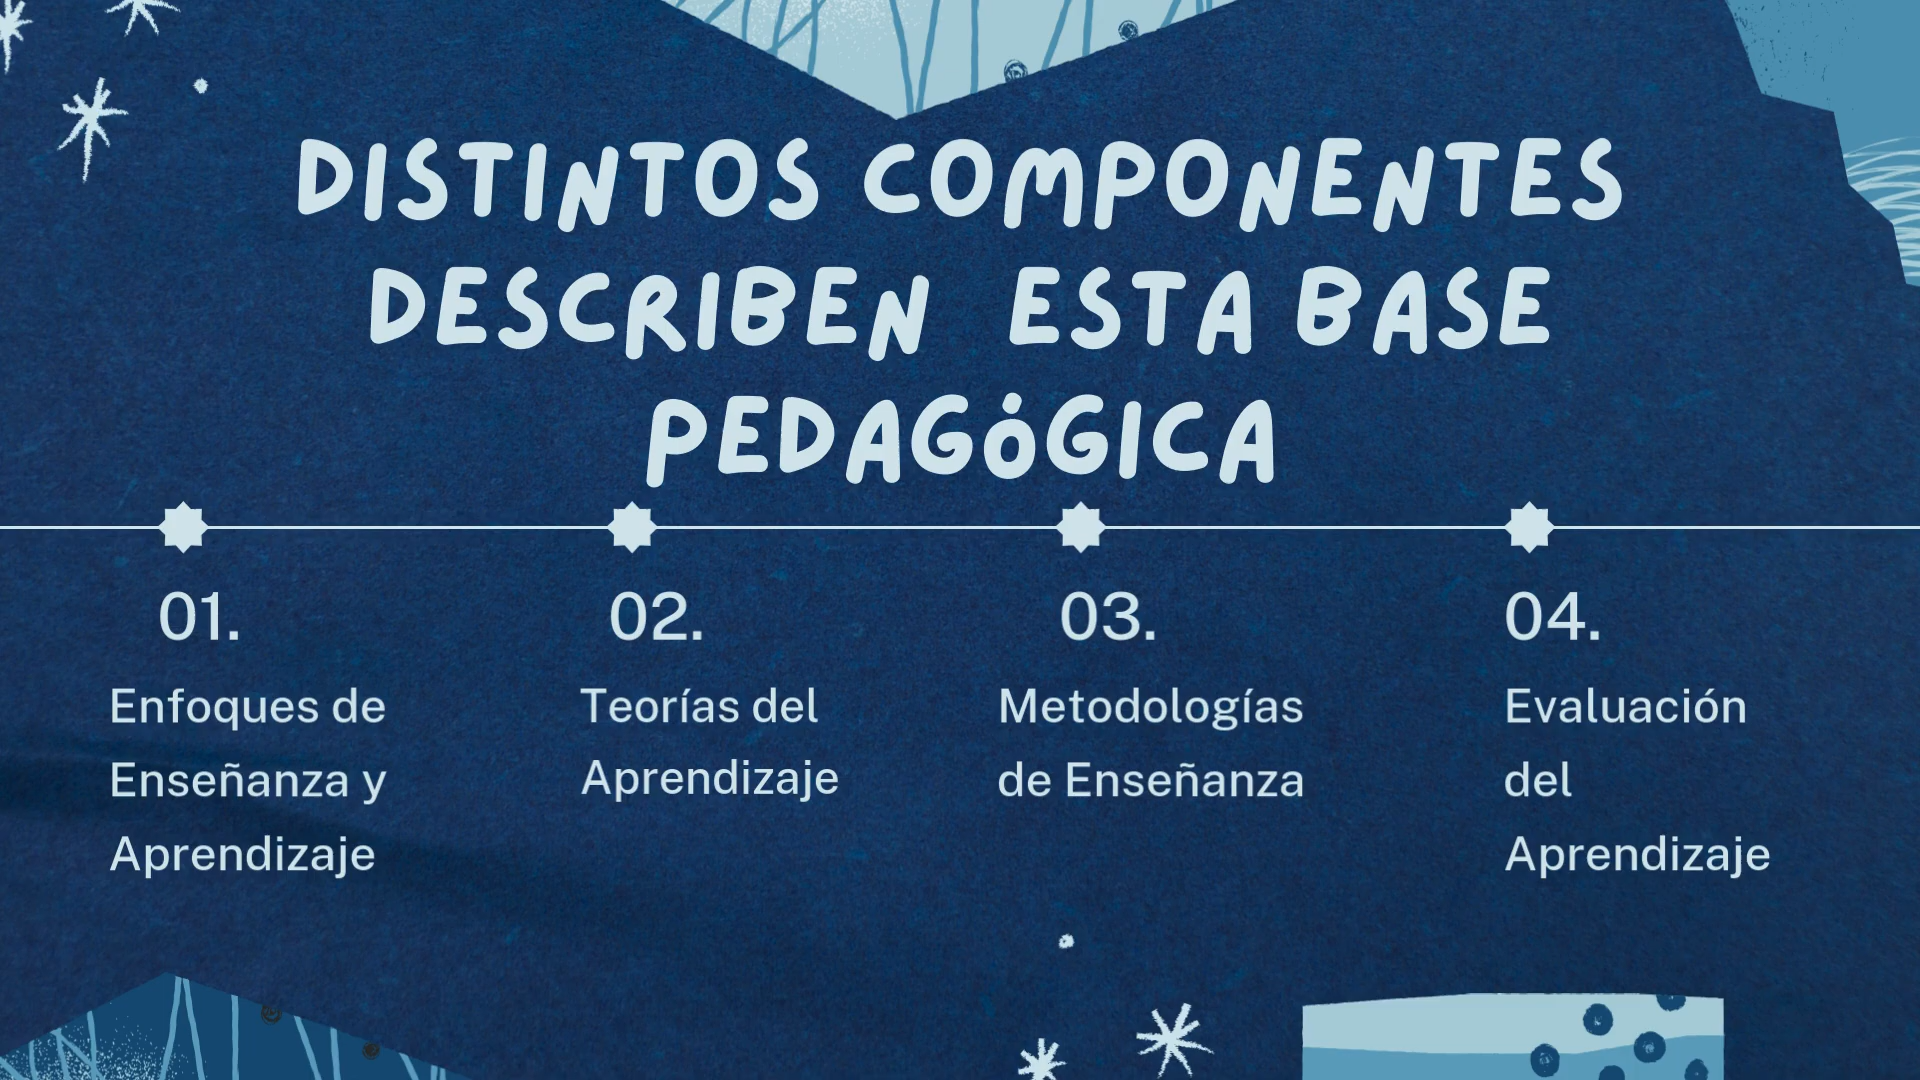 DISTINTOS COMPONENTES
DESCRIBEN ESTA BASE
PEDAGÓGICA
01.
Enfoques de
Enseñanza y
Aprendizaje
02.
Teorías del
Aprendizaje
03.
Metodologías
de Enseñanza
04.
Evaluación
del
Aprendizaje